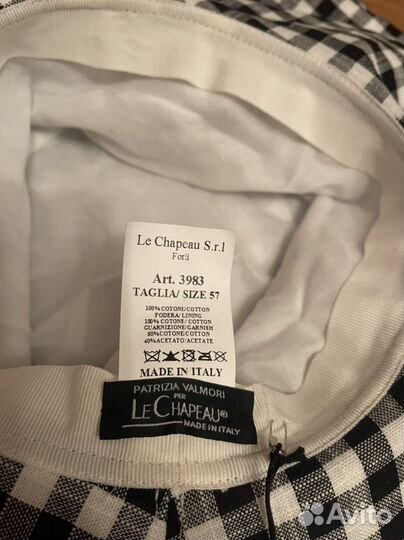 Le Chapeau S.r.l
Forlì
Art. 3983
TAGLIA/ SIZE 57
100% COTONE/COTTON
FODERA/ LINING
100% COTONE/ COTTON
GUARNIZIONE/GARNISH
60% COTONE/COTTON
40% ACETATO/ACETATE
MADE IN ITALY
PATRIZIA VALMORI
PER
LE CHAPEAU®
MADE IN ITALY
Avito